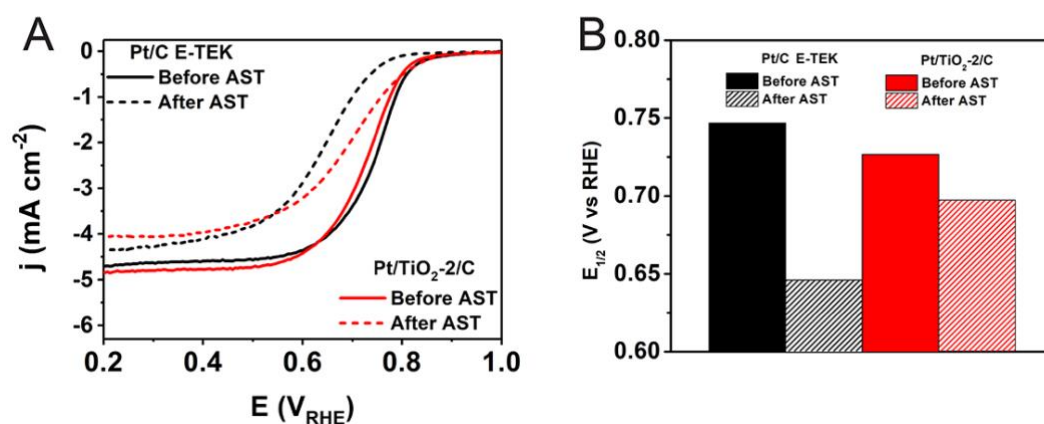 A
Pt/C E-TEK
Before AST
After AST
Pt/TiO₂-2/C
Before AST
After AST
0
-1
-2
-3
-4
-5
-6
j (mA cm⁻²)
0.2 0.4 0.6 0.8 1.0
E (V_RHE)
B
0.80
0.75
0.70
0.65
0.60
E₁/₂ (V vs RHE)
Pt/C E-TEK
Before AST
After AST
Pt/TiO₂-2/C
Before AST
After AST